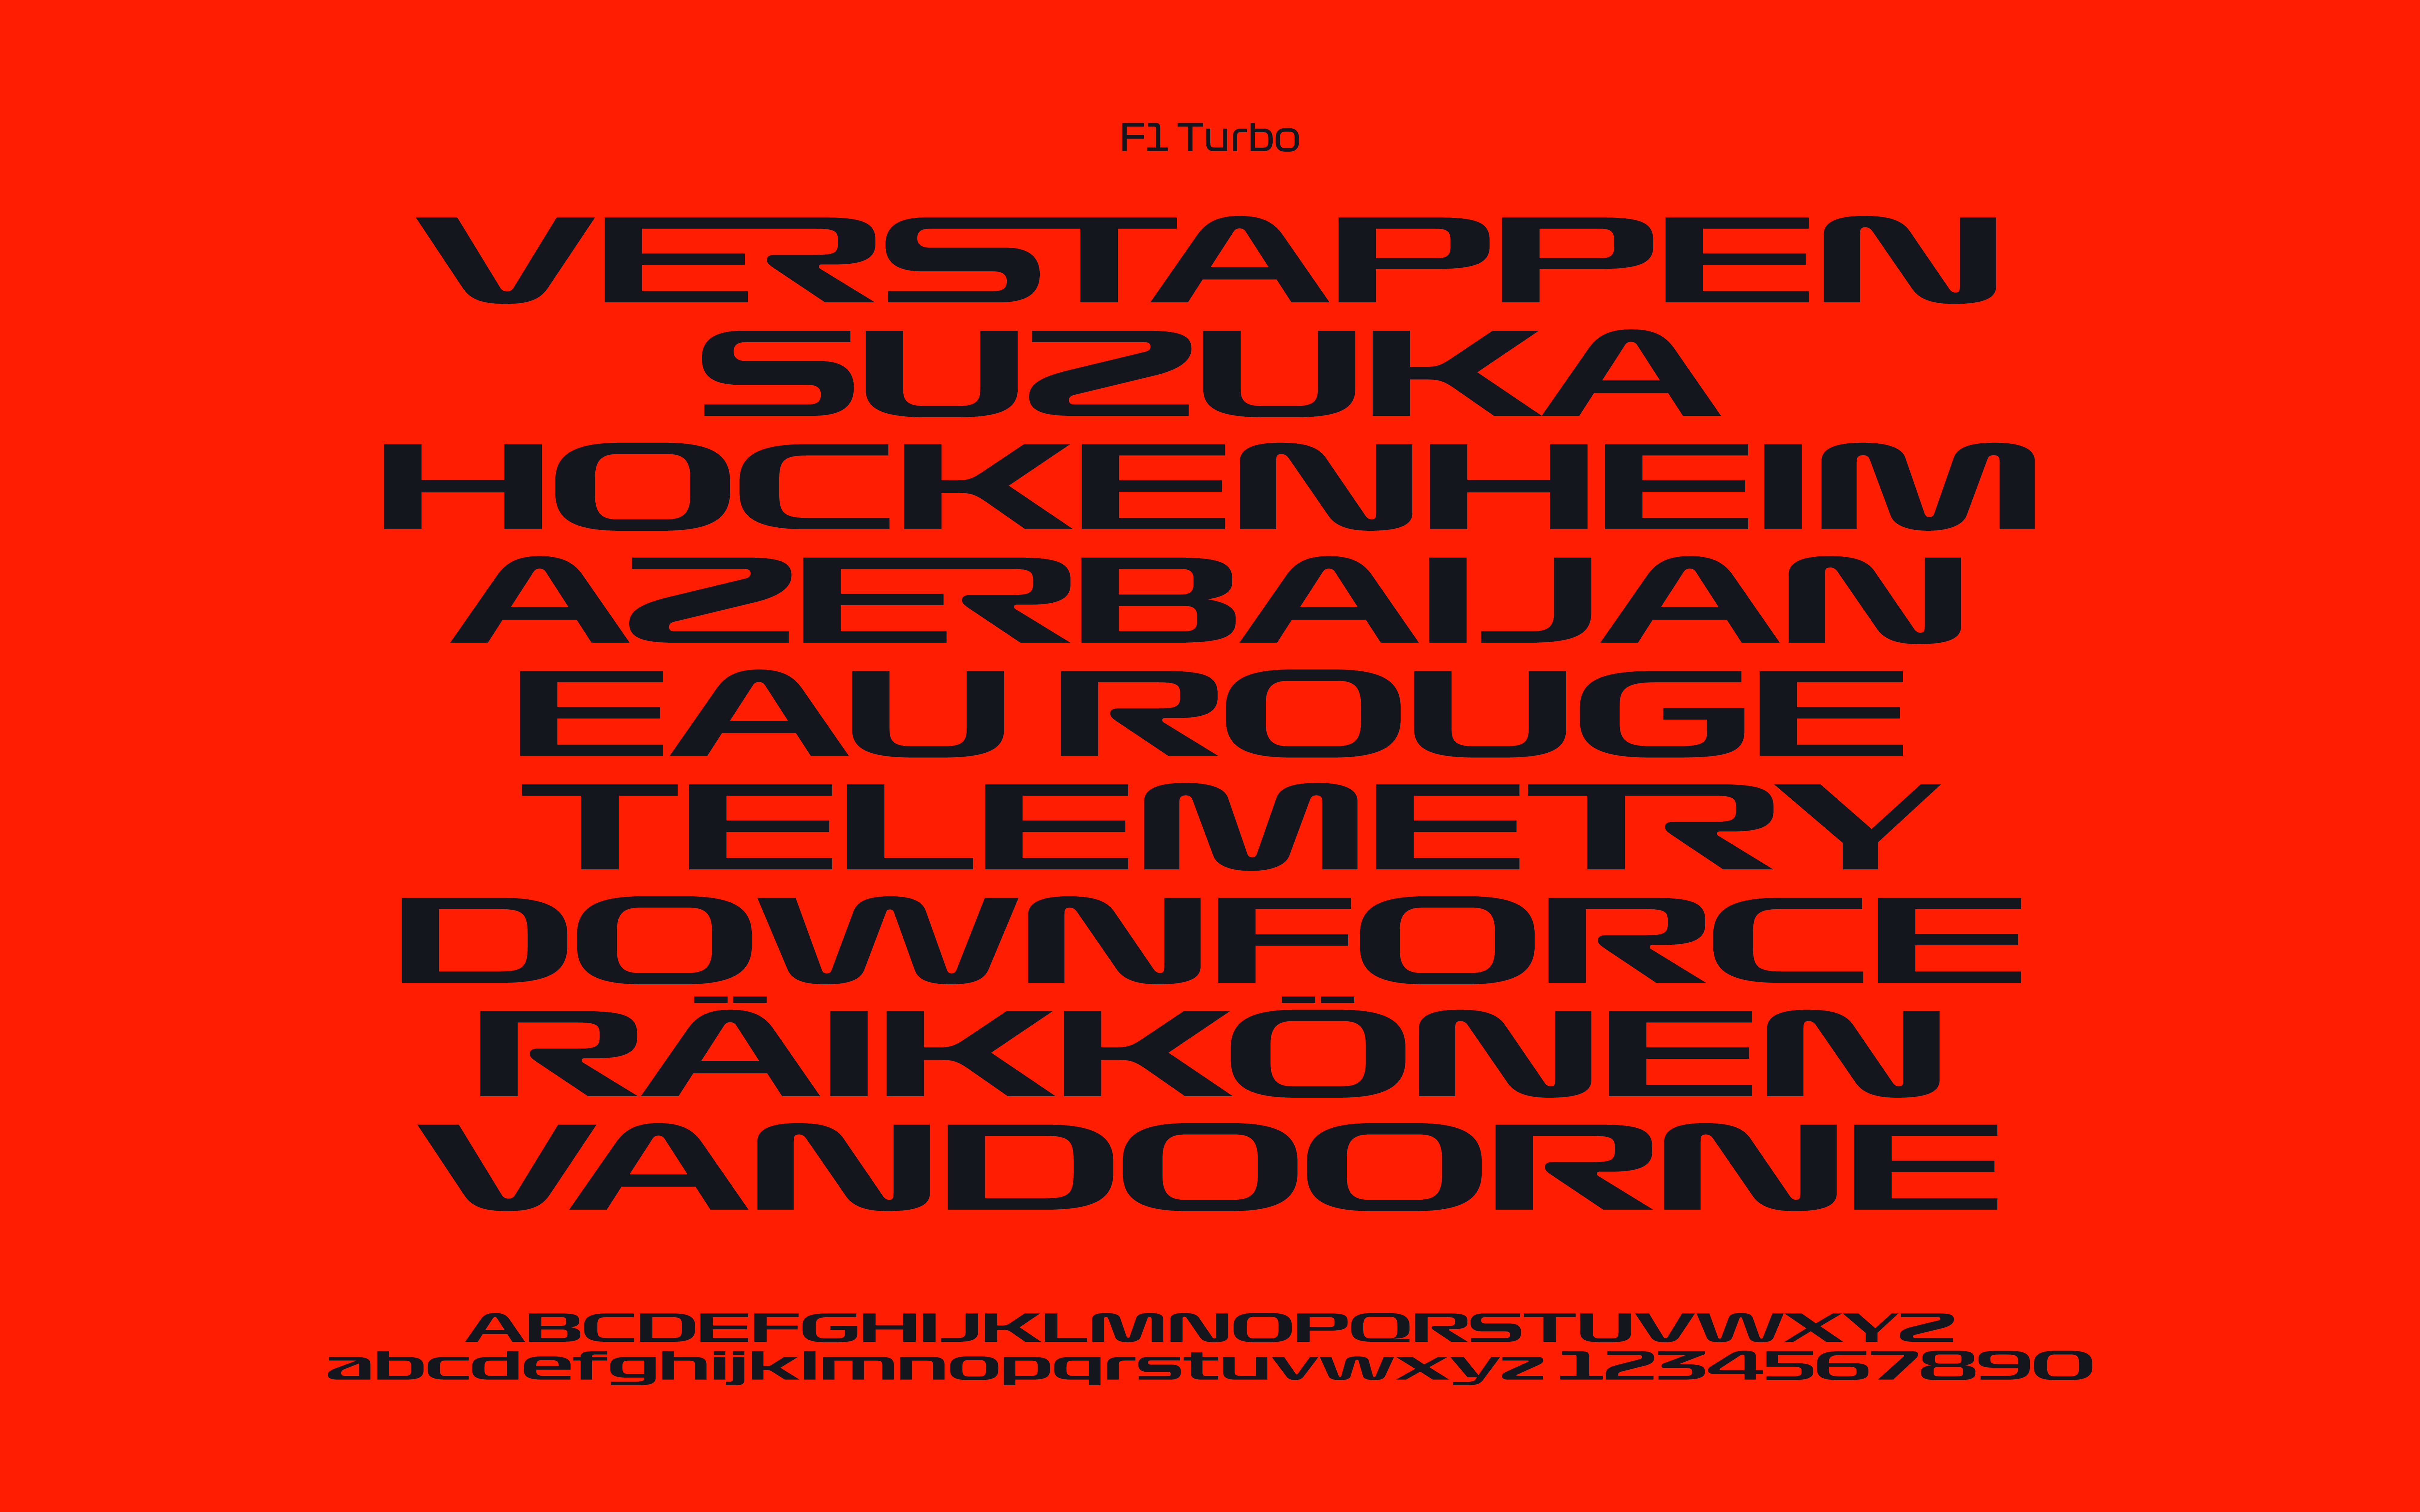 F1 Turbo
VERSTAPPEN
SUZUKA
HOCKENHEIM
AZERBAIJAN
EAU ROUGE
TELEMETRY
DOWNFORCE
RÄIKKÖNEN
VANDOORNE
ABCDEFGHIJKLMNOPQRSTUVWXYZ
abcdefghijklmnopqrstuvwxyz 1234567890